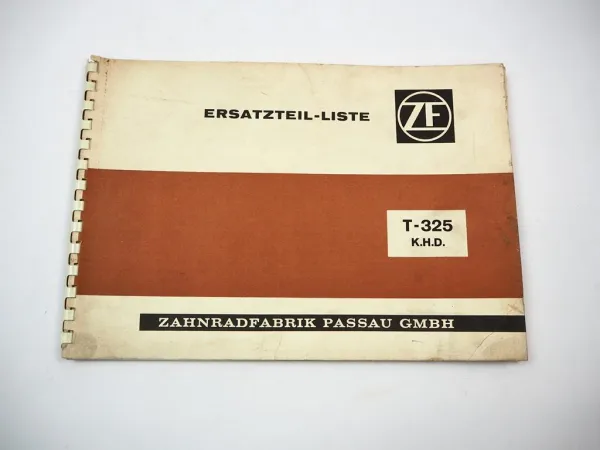 ERSATZTEIL-LISTE
ZF
T-325
K.H.D.
ZAHNRADFABRIK PASSAU GMBH